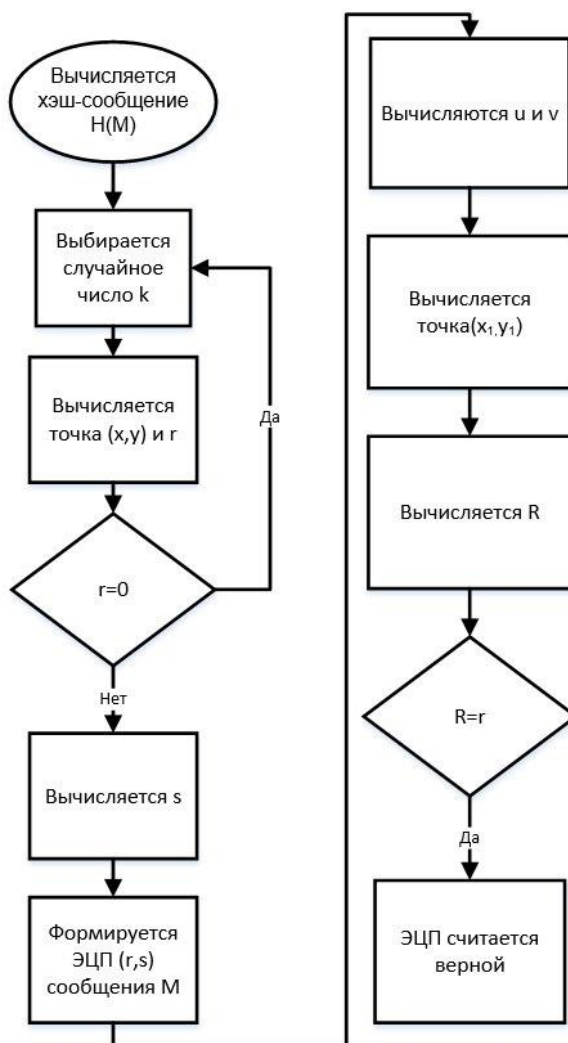 Вычисляется
хэш-сообщение
H(M)
Выбирается
случайное
число k
Вычисляется
точка (x,y) и r
Да
r=0
Нет
Вычисляется s
Формируется
ЭЦП (r,s)
сообщения M
Вычисляются u и v
Вычисляется
точка(x₁,y₁)
Вычисляется R
R=r
Да
ЭЦП считается
верной